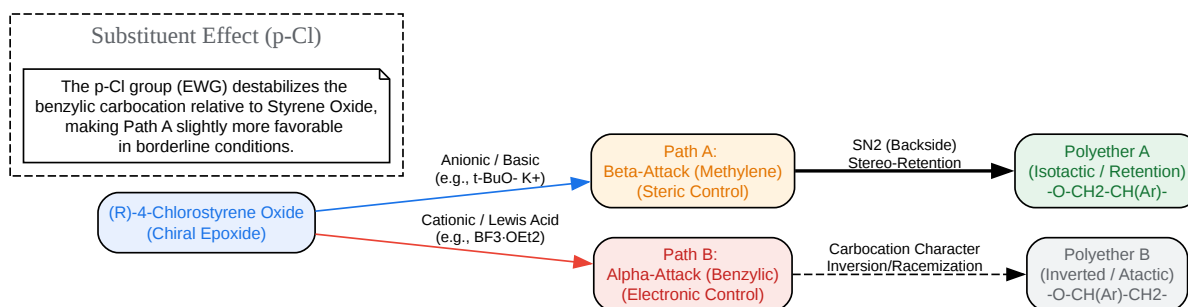 Substituent Effect (p-Cl)
The p-Cl group (EWG) destabilizes the
benzylic carbocation relative to Styrene Oxide,
making Path A slightly more favorable
in borderline conditions.
(R)-4-Chlorostyrene Oxide
(Chiral Epoxide)
Anionic / Basic
(e.g., t-BuO- K+)
Cationic / Lewis Acid
(e.g., BF3·OEt2)
Path A:
Beta-Attack (Methylene)
(Steric Control)
Path B:
Alpha-Attack (Benzylic)
(Electronic Control)
SN2 (Backside)
Stereo-Retention
Carbocation Character
Inversion/Racemization
Polyether A
(Isotactic / Retention)
-O-CH2-CH(Ar)-
Polyether B
(Inverted / Atactic)
-O-CH(Ar)-CH2-